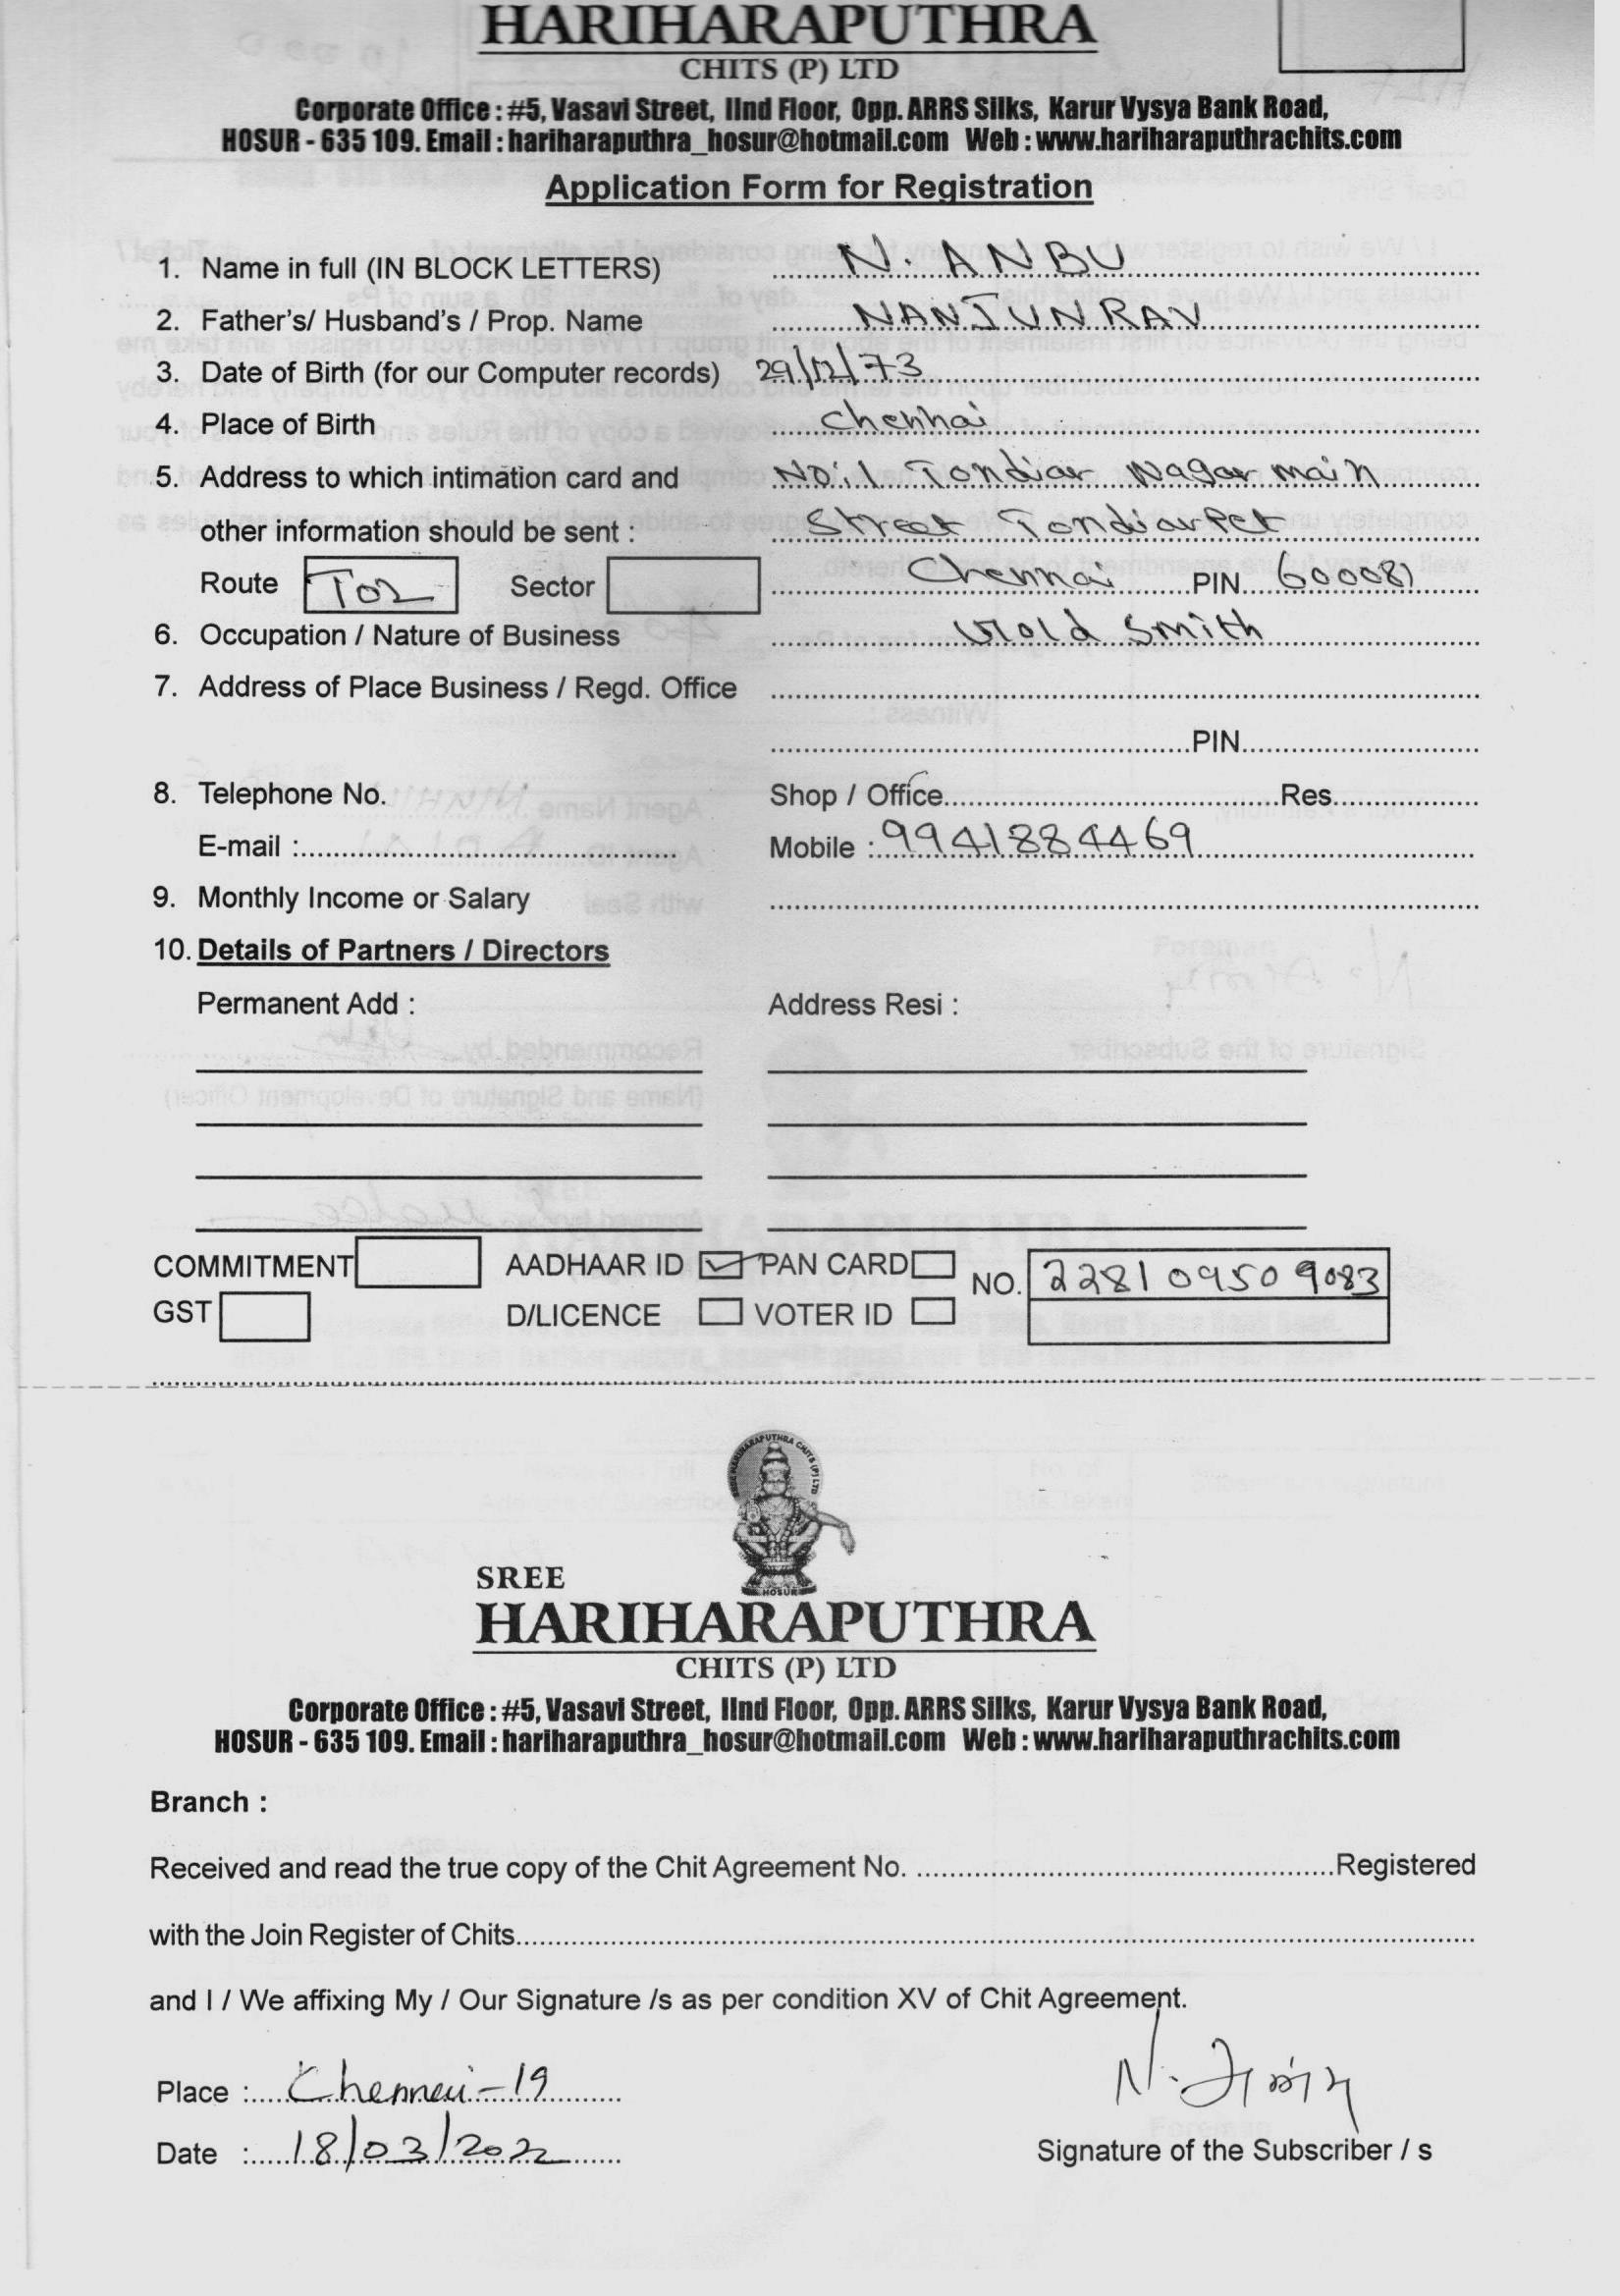 HARIHARAPUTHRA
CHITS (P) LTD
Corporate Office : #5, Vasavi Street, IInd Floor, Opp. ARRS Silks, Karur Vysya Bank Road,
HOSUR - 635 109. Email : hariharaputhra_hosur@hotmail.com Web : www.hariharaputhrachits.com
Application Form for Registration
1. Name in full (IN BLOCK LETTERS) N. ANBU
2. Father's/ Husband's / Prop. Name NANJUNRAV
3. Date of Birth (for our Computer records) 29/12/73
4. Place of Birth Chennai
5. Address to which intimation card and No:1 Tondiar Nagar main
other information should be sent : Street Tondiarpet
Route T02 Sector Chennai PIN 600081
6. Occupation / Nature of Business Gold Smith
7. Address of Place Business / Regd. Office
PIN
8. Telephone No. Shop / Office Res
E-mail : Mobile : 9941884469
9. Monthly Income or Salary
10. Details of Partners / Directors
Permanent Add : Address Resi :
COMMITMENT AADHAAR ID PAN CARD NO. 2281 0950 9083
GST D/LICENCE VOTER ID
SREE HARIHARAPUTHRA CHITS (P) LTD
HOSUR
SREE
HARIHARAPUTHRA
CHITS (P) LTD
Corporate Office : #5, Vasavi Street, IInd Floor, Opp. ARRS Silks, Karur Vysya Bank Road,
HOSUR - 635 109. Email : hariharaputhra_hosur@hotmail.com Web : www.hariharaputhrachits.com
Branch :
Received and read the true copy of the Chit Agreement No. Registered
with the Join Register of Chits
and I / We affixing My / Our Signature /s as per condition XV of Chit Agreement.
Place : Chennai - 19 N. அன்பு
Date : 18/03/2022
Signature of the Subscriber / s